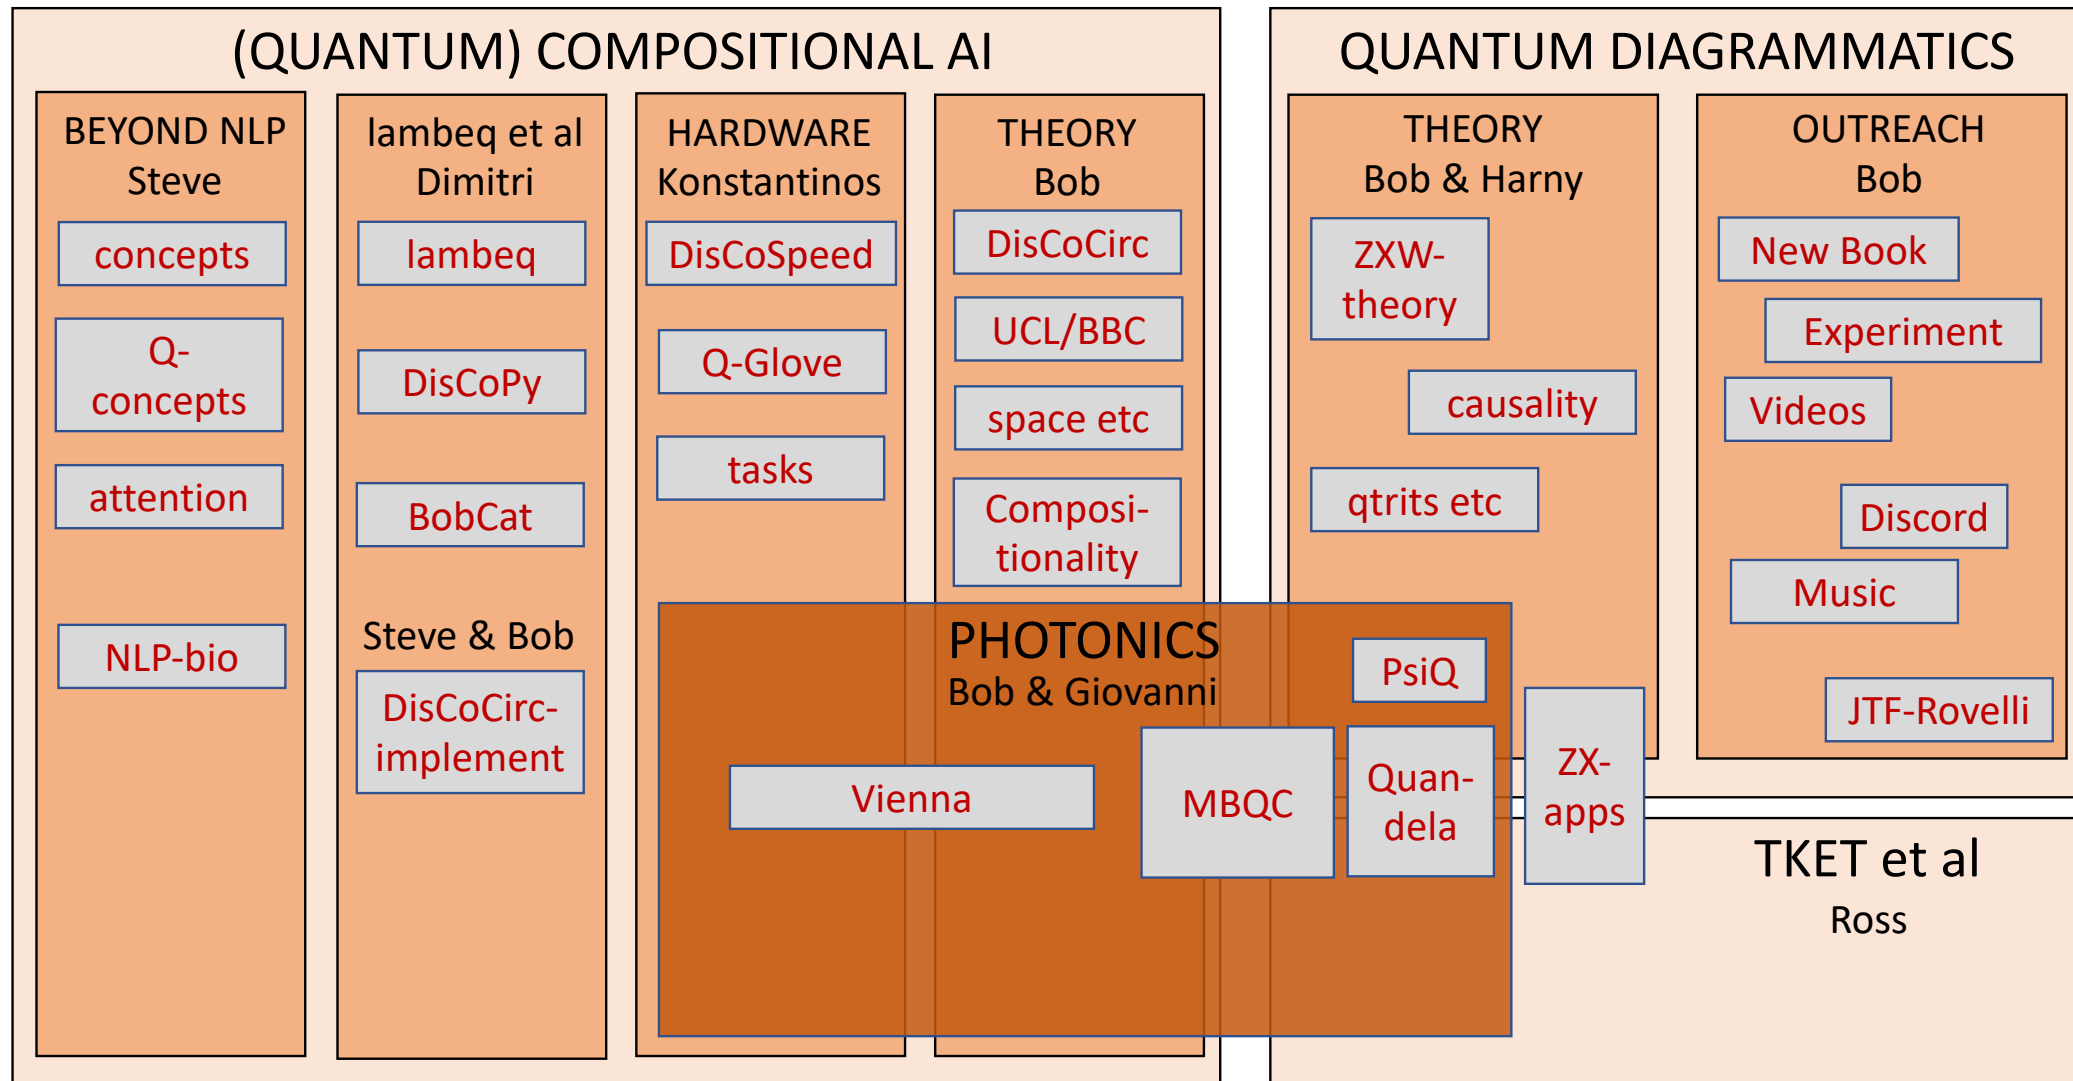 (QUANTUM) COMPOSITIONAL AI
BEYOND NLP
Steve
concepts
Q-
concepts
attention
NLP-bio
lambeq et al
Dimitri
lambeq
DisCoPy
BobCat
Steve & Bob
DisCoCirc-
implement
HARDWARE
Konstantinos
DisCoSpeed
Q-Glove
tasks
THEORY
Bob
DisCoCirc
UCL/BBC
space etc
Composi-
tionality
PHOTONICS
Bob & Giovanni
Vienna
MBQC
PsiQ
Quan-
dela
QUANTUM DIAGRAMMATICS
THEORY
Bob & Harny
ZXW-
theory
causality
qtrits etc
ZX-
apps
OUTREACH
Bob
New Book
Experiment
Videos
Discord
Music
JTF-Rovelli
TKET et al
Ross